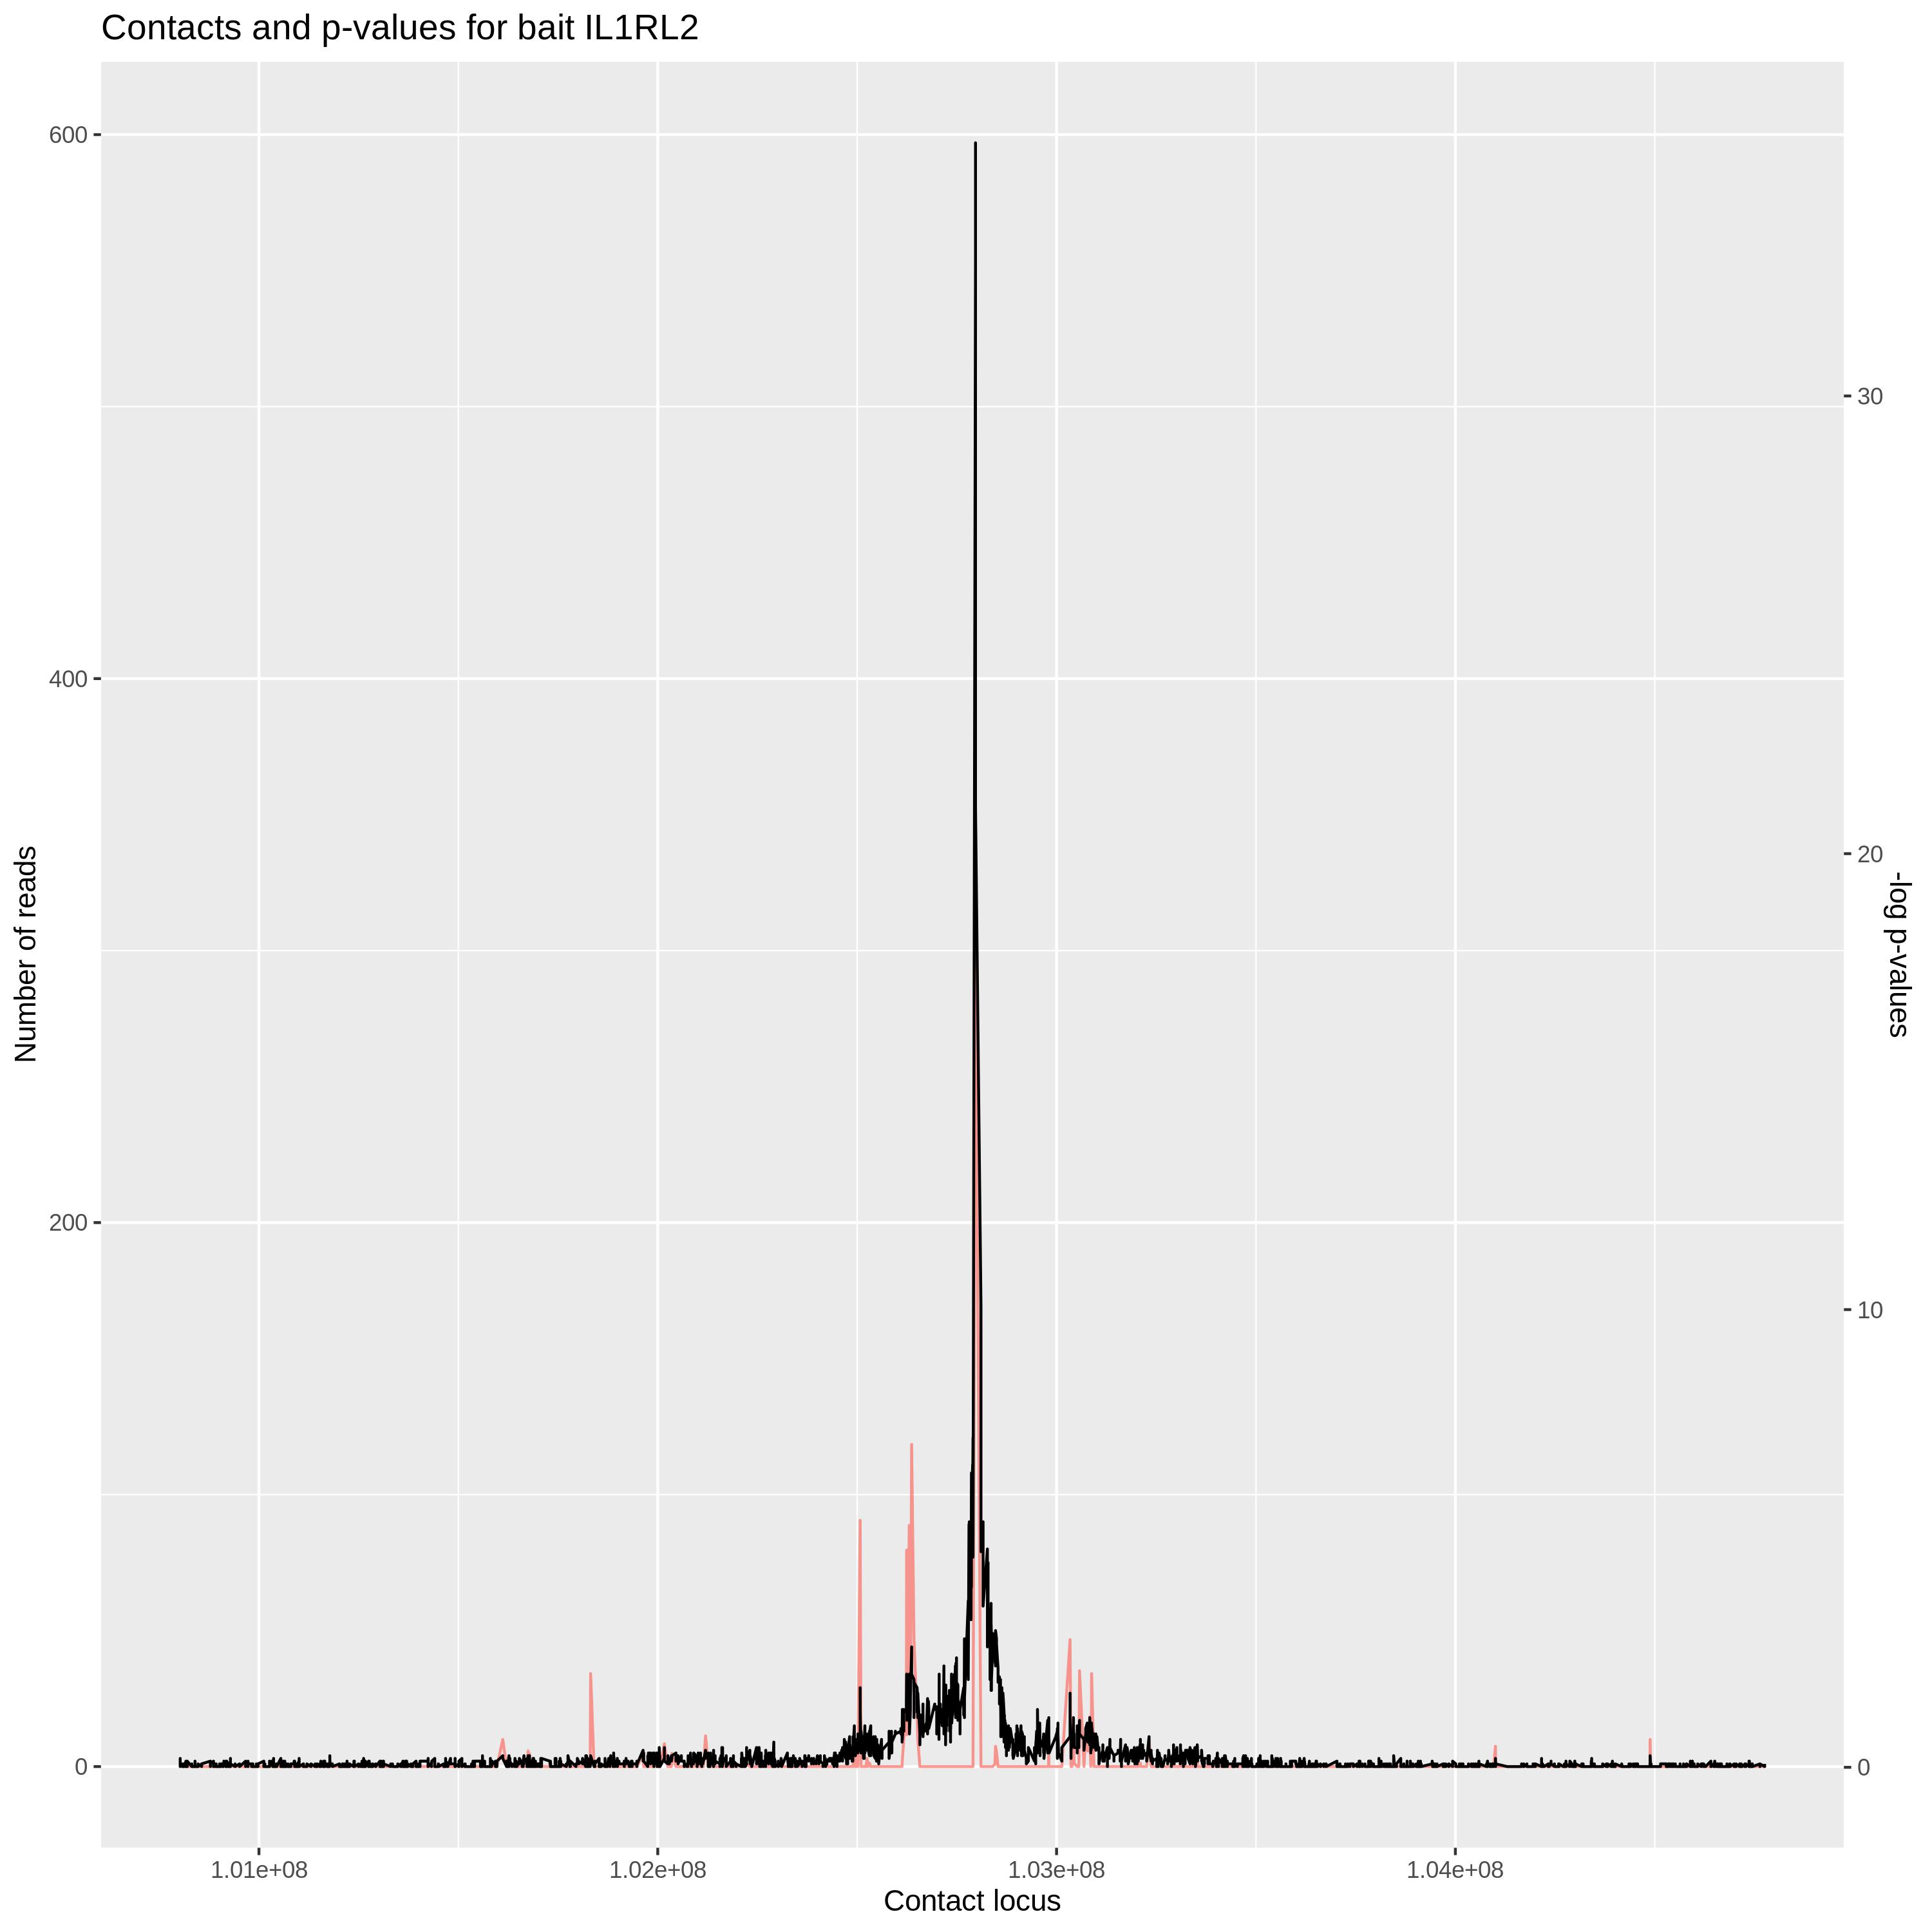 Contacts and p-values for bait IL1RL2
600
400
200
0
Number of reads
30
20
10
0
-log p-values
1.01e+08
1.02e+08
1.03e+08
1.04e+08
Contact locus